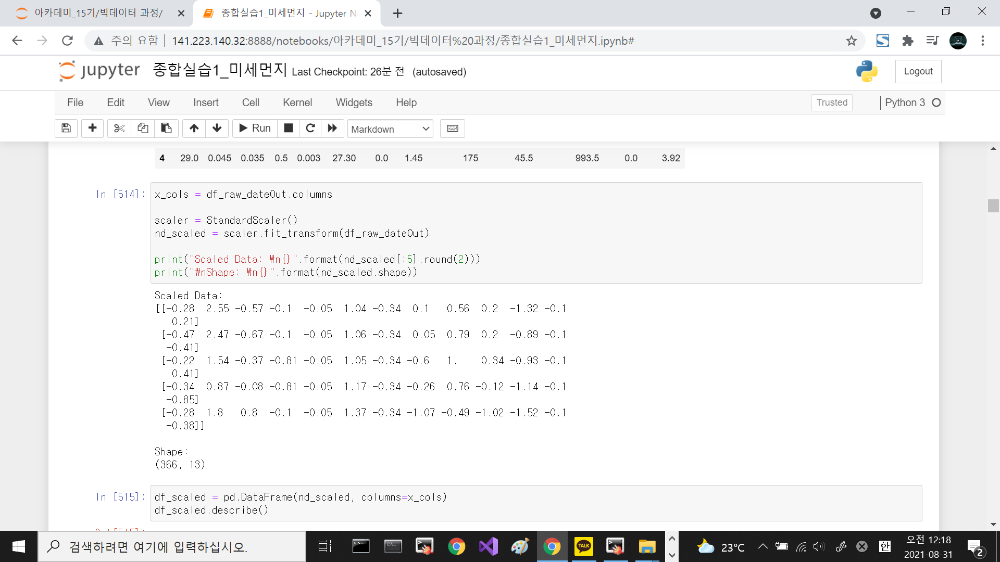 아카데미_15기/빅데이터 과정/
종합실습1_미세먼지 - Jupyter N
주의 요함 | 141.223.140.32:8888/notebooks/아카데미_15기/빅데이터%20과정/종합실습1_미세먼지.ipynb#
jupyter 종합실습1_미세먼지 Last Checkpoint: 26분 전 (autosaved)
Logout
File Edit View Insert Cell Kernel Widgets Help
Trusted | Python 3
Run Markdown
4 29.0 0.045 0.035 0.5 0.003 27.30 0.0 1.45 175 45.5 993.5 0.0 3.92
In [514]: x_cols = df_raw_dateOut.columns
scaler = StandardScaler()
nd_scaled = scaler.fit_transform(df_raw_dateOut)
print("Scaled Data: ₩n{}".format(nd_scaled[:5].round(2)))
print("₩nShape: ₩n{}".format(nd_scaled.shape))
Scaled Data:
[[-0.28 2.55 -0.57 -0.1 -0.05 1.04 -0.34 0.1 0.56 0.2 -1.32 -0.1
0.21]
[-0.47 2.47 -0.67 -0.1 -0.05 1.06 -0.34 0.05 0.79 0.2 -0.89 -0.1
-0.41]
[-0.22 1.54 -0.37 -0.81 -0.05 1.05 -0.34 -0.6 1. 0.34 -0.93 -0.1
0.41]
[-0.34 0.87 -0.08 -0.81 -0.05 1.17 -0.34 -0.26 0.76 -0.12 -1.14 -0.1
-0.85]
[-0.28 1.8 0.8 -0.1 -0.05 1.37 -0.34 -1.07 -0.49 -1.02 -1.52 -0.1
-0.38]]
Shape:
(366, 13)
In [515]: df_scaled = pd.DataFrame(nd_scaled, columns=x_cols)
df_scaled.describe()
Out[515]:
검색하려면 여기에 입력하십시오.
TALK
23°C
한
오전 12:18
2021-08-31
2